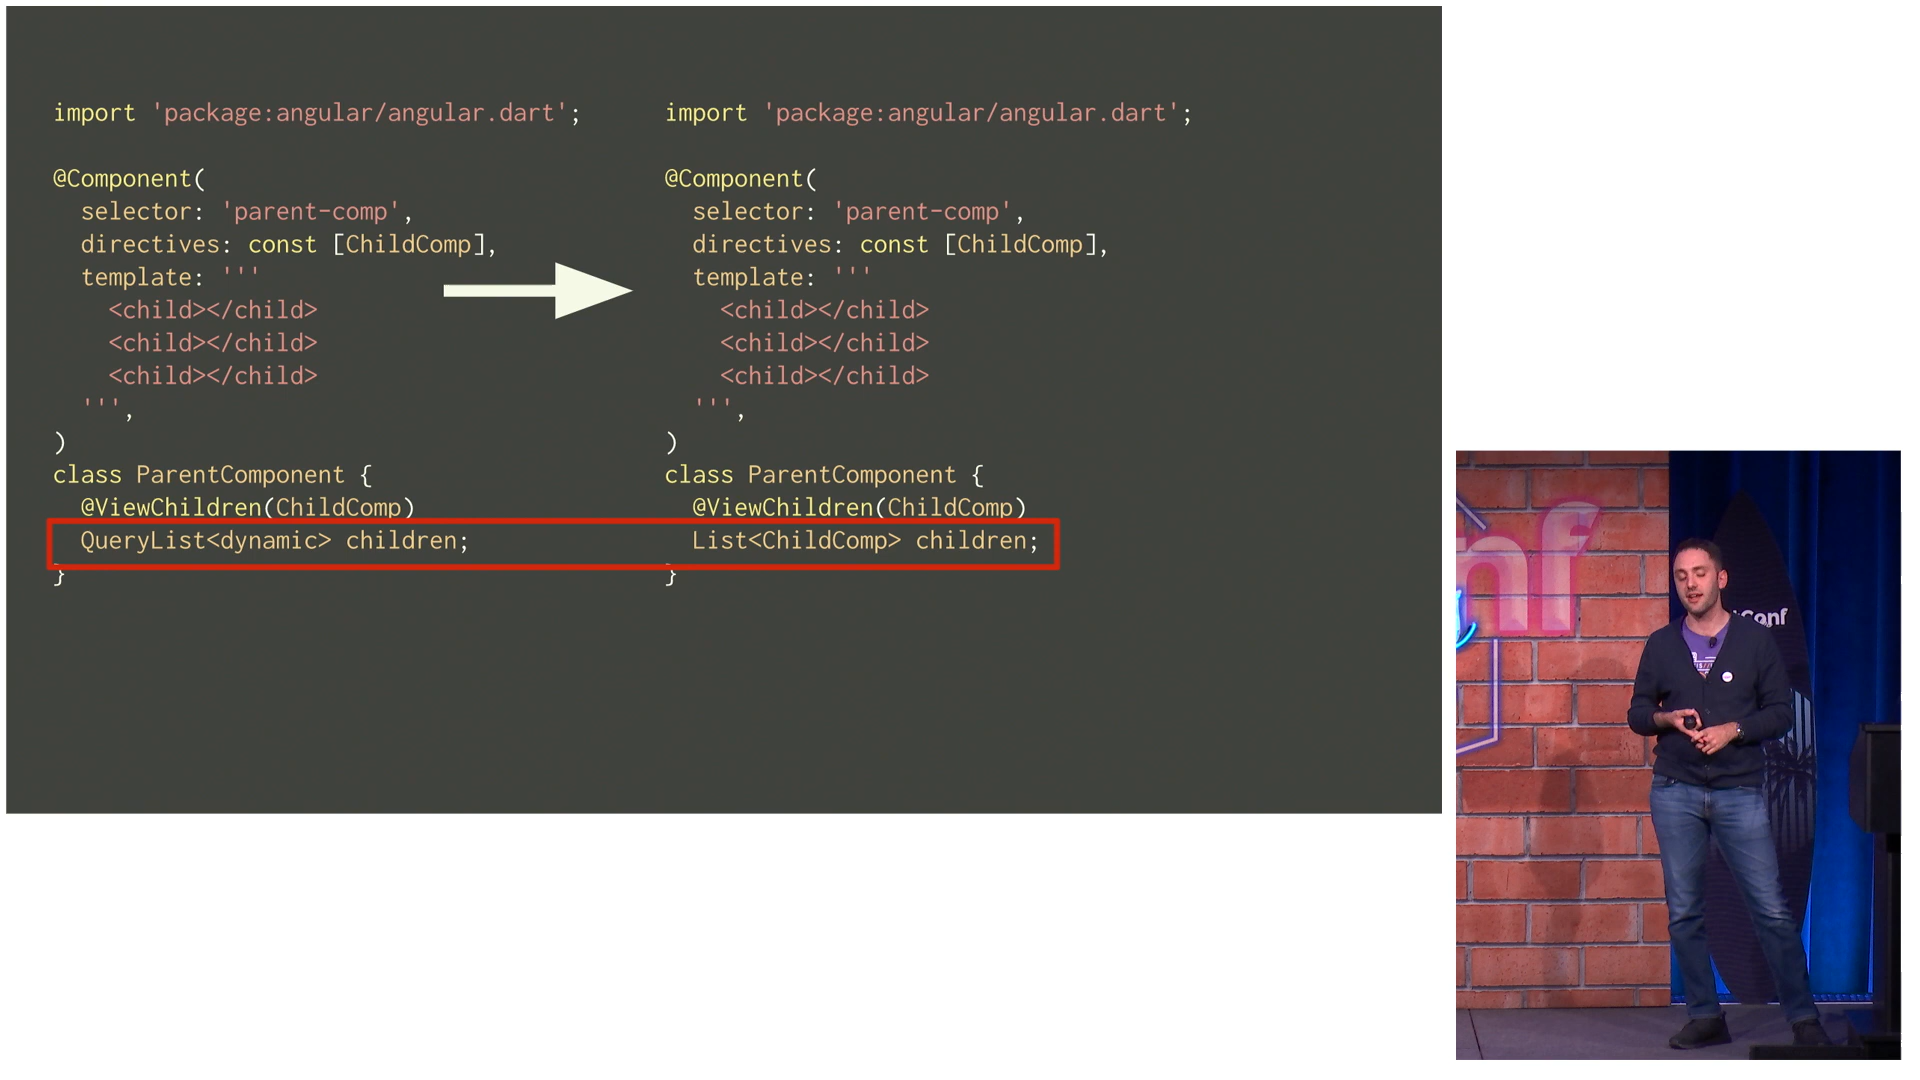 import 'package:angular/angular.dart';
@Component(
selector: 'parent-comp',
directives: const [ChildComp],
template: '''
<child></child>
<child></child>
<child></child>
''',
)
class ParentComponent {
@ViewChildren(ChildComp)
QueryList<dynamic> children;
}
import 'package:angular/angular.dart';
@Component(
selector: 'parent-comp',
directives: const [ChildComp],
template: '''
<child></child>
<child></child>
<child></child>
''',
)
class ParentComponent {
@ViewChildren(ChildComp)
List<ChildComp> children;
}
nf
Conf